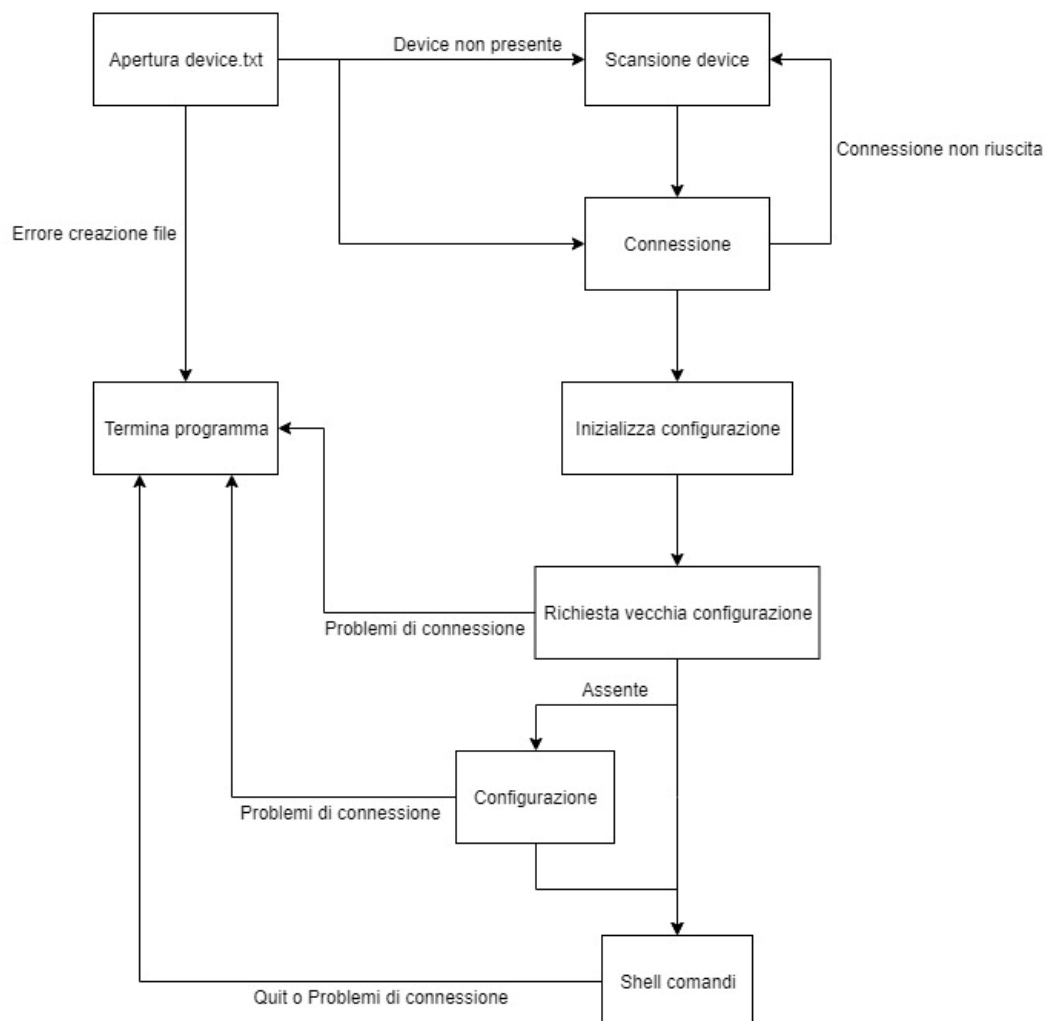 Apertura device.txt
Device non presente
Scansione device
Connessione non riuscita
Errore creazione file
Connessione
Termina programma
Inizializza configurazione
Richiesta vecchia configurazione
Problemi di connessione
Assente
Configurazione
Problemi di connessione
Shell comandi
Quit o Problemi di connessione